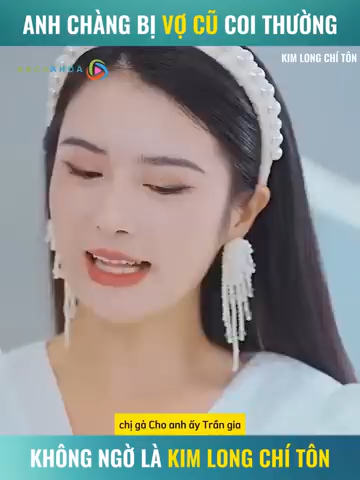 ANH CHÀNG BỊ VỢ CŨ COI THƯỜNG
KIM LONG CHÍ TÔN
chị gả Cho anh ấy Trần gia
KHÔNG NGỜ LÀ KIM LONG CHÍ TÔN